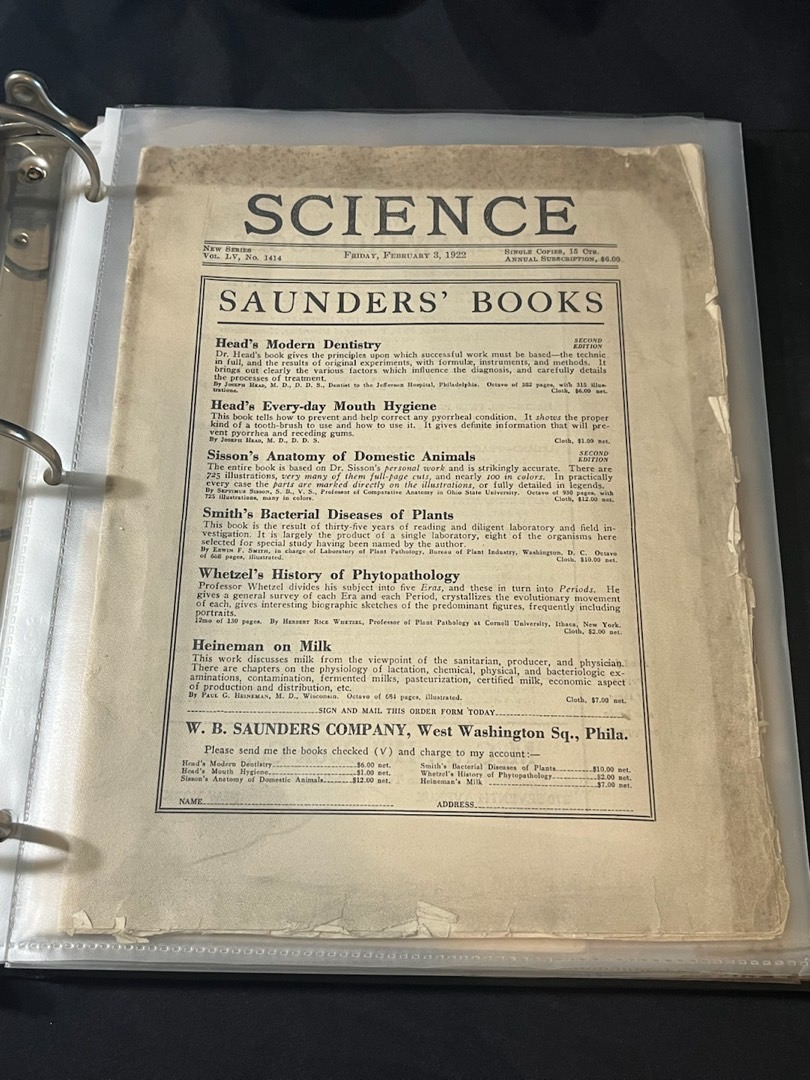 SCIENCE
NEW SERIES
VOL. LV, No. 1414
FRIDAY, FEBRUARY 3, 1922
SINGLE COPIES, 15 CTS.
ANNUAL SUBSCRIPTION, $6.00
SAUNDERS' BOOKS
Head's Modern Dentistry
SECOND
EDITION
Dr. Head's book gives the principles upon which successful work must be based—the technic
in full, and the results of original experiments, with formulæ, instruments, and methods. It
brings out clearly the various factors which influence the diagnosis, and carefully details
the processes of treatment.
By JOSEPH HEAD, M. D., D. D. S., Dentist to the Jefferson Hospital, Philadelphia. Octavo of 382 pages, with 315 illus-
trations. Cloth, $6.00 net.
Head's Every-day Mouth Hygiene
This book tells how to prevent and help correct any pyorrheal condition. It shows the proper
kind of a tooth-brush to use and how to use it. It gives definite information that will pre-
vent pyorrhea and receding gums.
By JOSEPH HEAD, M. D., D. D. S. Cloth, $1.00 net.
Sisson's Anatomy of Domestic Animals
SECOND
EDITION
The entire book is based on Dr. Sisson's personal work and is strikingly accurate. There are
725 illustrations, very many of them full-page cuts, and nearly 100 in colors. In practically
every case the parts are marked directly on the illustrations, or fully detailed in legends.
By SEPTIMUS SISSON, S. B., V. S., Professor of Comparative Anatomy in Ohio State University. Octavo of 930 pages, with
725 illustrations, many in colors. Cloth, $12.00 net.
Smith's Bacterial Diseases of Plants
This book is the result of thirty-five years of reading and diligent laboratory and field in-
vestigation. It is largely the product of a single laboratory, eight of the organisms here
selected for special study having been named by the author.
By ERWIN F. SMITH, in charge of Laboratory of Plant Pathology, Bureau of Plant Industry, Washington, D. C. Octavo
of 688 pages, illustrated. Cloth, $10.00 net.
Whetzel's History of Phytopathology
Professor Whetzel divides his subject into five Eras, and these in turn into Periods. He
gives a general survey of each Era and each Period, crystallizes the evolutionary movement
of each, gives interesting biographic sketches of the predominant figures, frequently including
portraits.
12mo of 130 pages. By HERBERT RICE WHETZEL, Professor of Plant Pathology at Cornell University, Ithaca, New York.
Cloth, $2.00 net.
Heineman on Milk
This work discusses milk from the viewpoint of the sanitarian, producer, and physician.
There are chapters on the physiology of lactation, chemical, physical, and bacteriologic ex-
aminations, contamination, fermented milks, pasteurization, certified milk, economic aspect
of production and distribution, etc.
By PAUL G. HEINEMAN, M. D., Wisconsin. Octavo of 684 pages, illustrated. Cloth, $7.00 net.
SIGN AND MAIL THIS ORDER FORM TODAY
W. B. SAUNDERS COMPANY, West Washington Sq., Phila.
Please send me the books checked (V) and charge to my account:—
Head's Modern Dentistry $6.00 net.
Head's Mouth Hygiene $1.00 net.
Sisson's Anatomy of Domestic Animals $12.00 net.
Smith's Bacterial Diseases of Plants $10.00 net.
Whetzel's History of Phytopathology $2.00 net.
Heineman's Milk $7.00 net.
NAME
ADDRESS